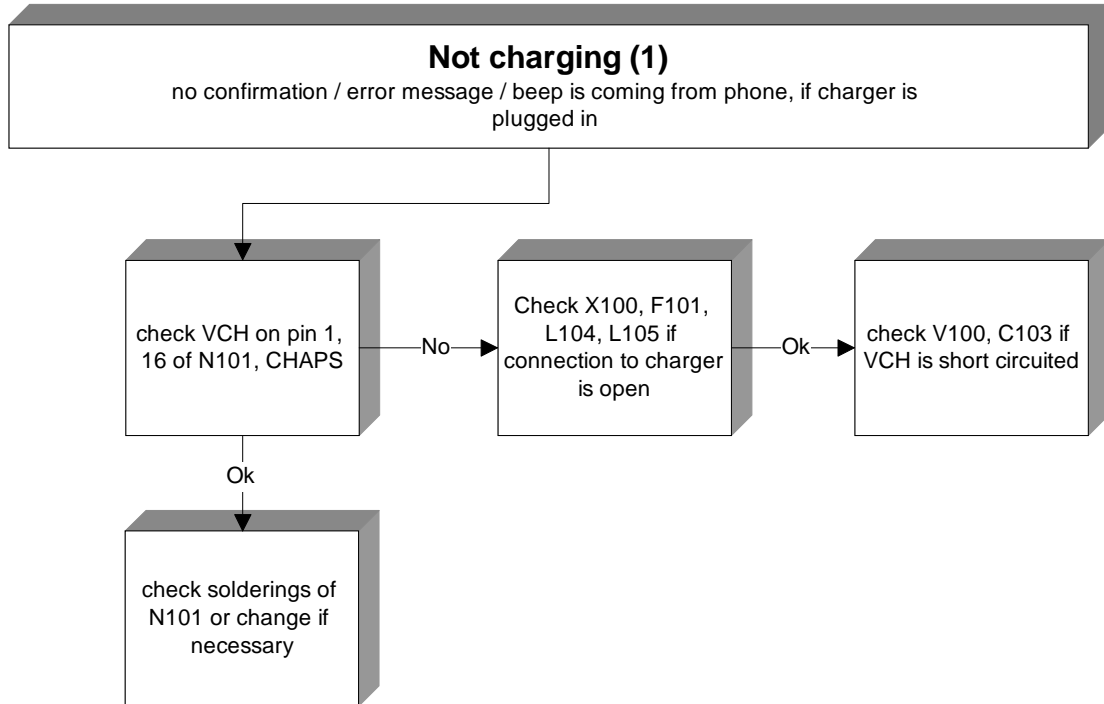 Not charging (1)
no confirmation / error message / beep is coming from phone, if charger is
plugged in
check VCH on pin 1,
16 of N101, CHAPS
No
Check X100, F101,
L104, L105 if
connection to charger
is open
Ok
check V100, C103 if
VCH is short circuited
Ok
check solderings of
N101 or change if
necessary